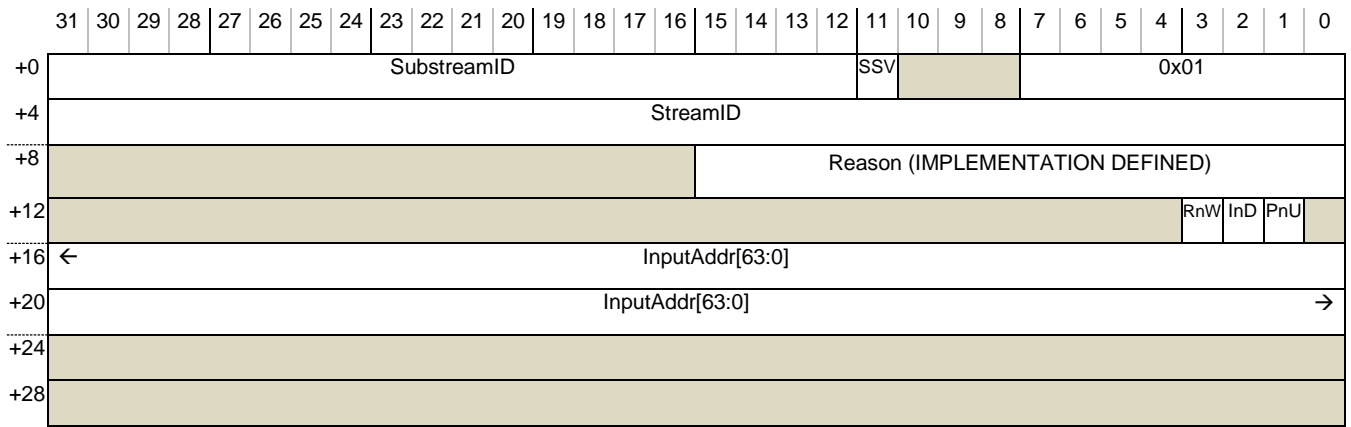 31 30 29 28 27 26 25 24 23 22 21 20 19 18 17 16 15 14 13 12 11 10 9 8 7 6 5 4 3 2 1 0
+0 SubstreamID SSV 0x01
+4 StreamID
+8 Reason (IMPLEMENTATION DEFINED)
+12 RnW InD PnU
+16 ← InputAddr[63:0]
+20 InputAddr[63:0] →
+24
+28